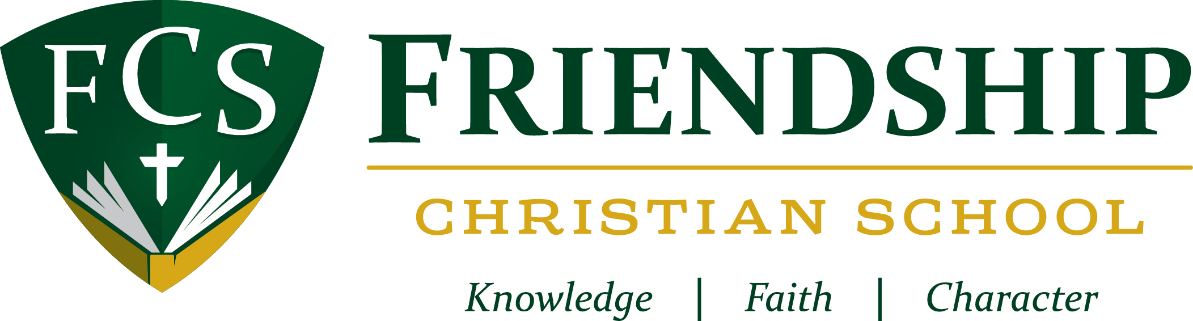 FCS
FRIENDSHIP
CHRISTIAN SCHOOL
Knowledge | Faith | Character